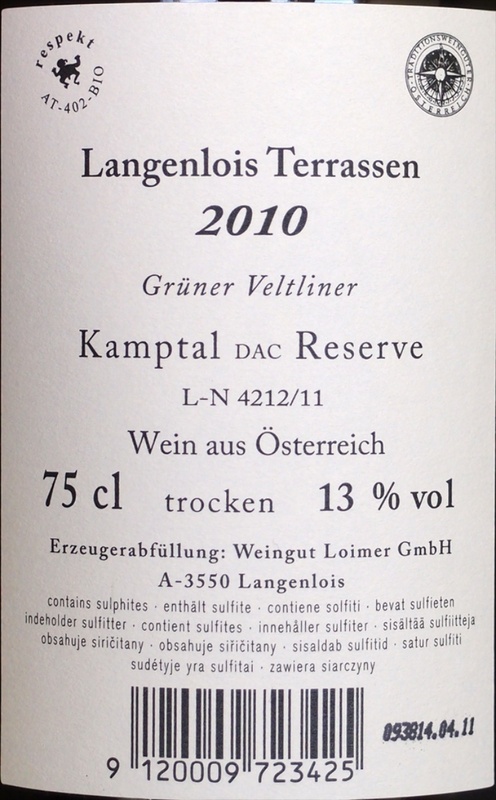 respekt
AT-402-BIO
TRADITIONSWEINGÜTER
ÖSTERREICH
Langenlois Terrassen
2010
Grüner Veltliner
Kamptal DAC Reserve
L-N 4212/11
Wein aus Österreich
75 cl trocken 13 % vol
Erzeugerabfüllung: Weingut Loimer GmbH
A-3550 Langenlois
contains sulphites · enthält sulfite · contiene solfiti · bevat sulfieten
indeholder sulfitter · contient sulfites · innehåller sulfiter · sisältää sulfiitteja
obsahuje siričitany · obsahuje siřičitany · sisaldab sulfitid · satur sulfiti
sudėtyje yra sulfitai · zawiera siarczyny
093814.04.11
9 120009 723425